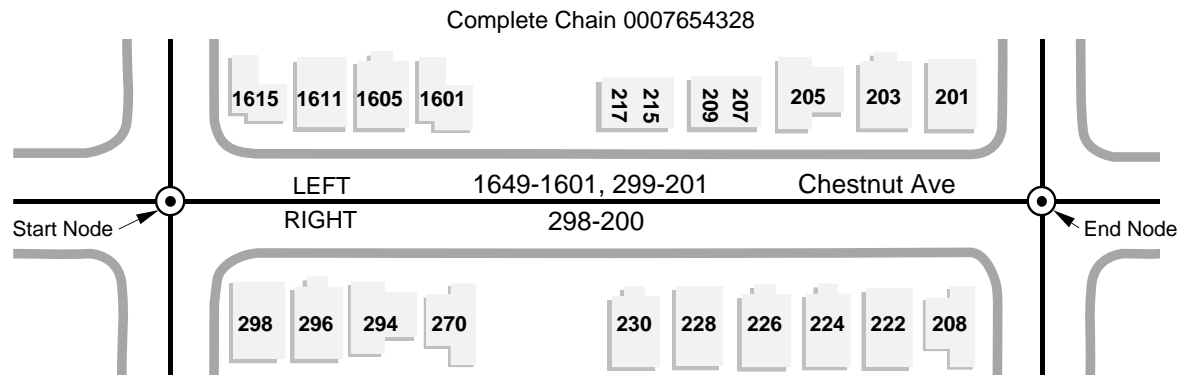 Complete Chain 0007654328
1615 1611 1605 1601 217 215 209 207 205 203 201
LEFT 1649-1601, 299-201 Chestnut Ave
Start Node RIGHT 298-200 End Node
298 296 294 270 230 228 226 224 222 208